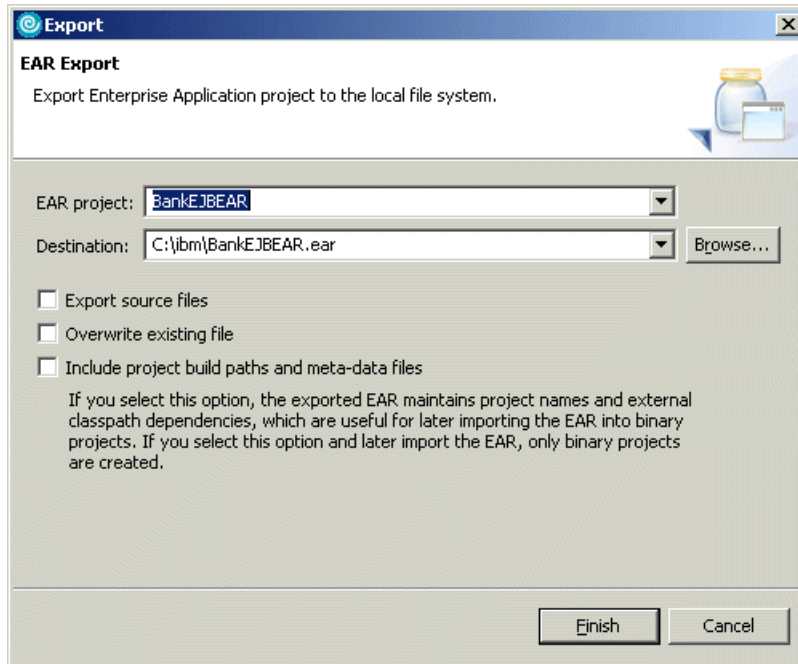 Export
EAR Export
Export Enterprise Application project to the local file system.
EAR project: BankEJBEAR
Destination: C:\ibm\BankEJBEAR.ear Browse...
Export source files
Overwrite existing file
Include project build paths and meta-data files
If you select this option, the exported EAR maintains project names and external
classpath dependencies, which are useful for later importing the EAR into binary
projects. If you select this option and later import the EAR, only binary projects
are created.
Finish Cancel